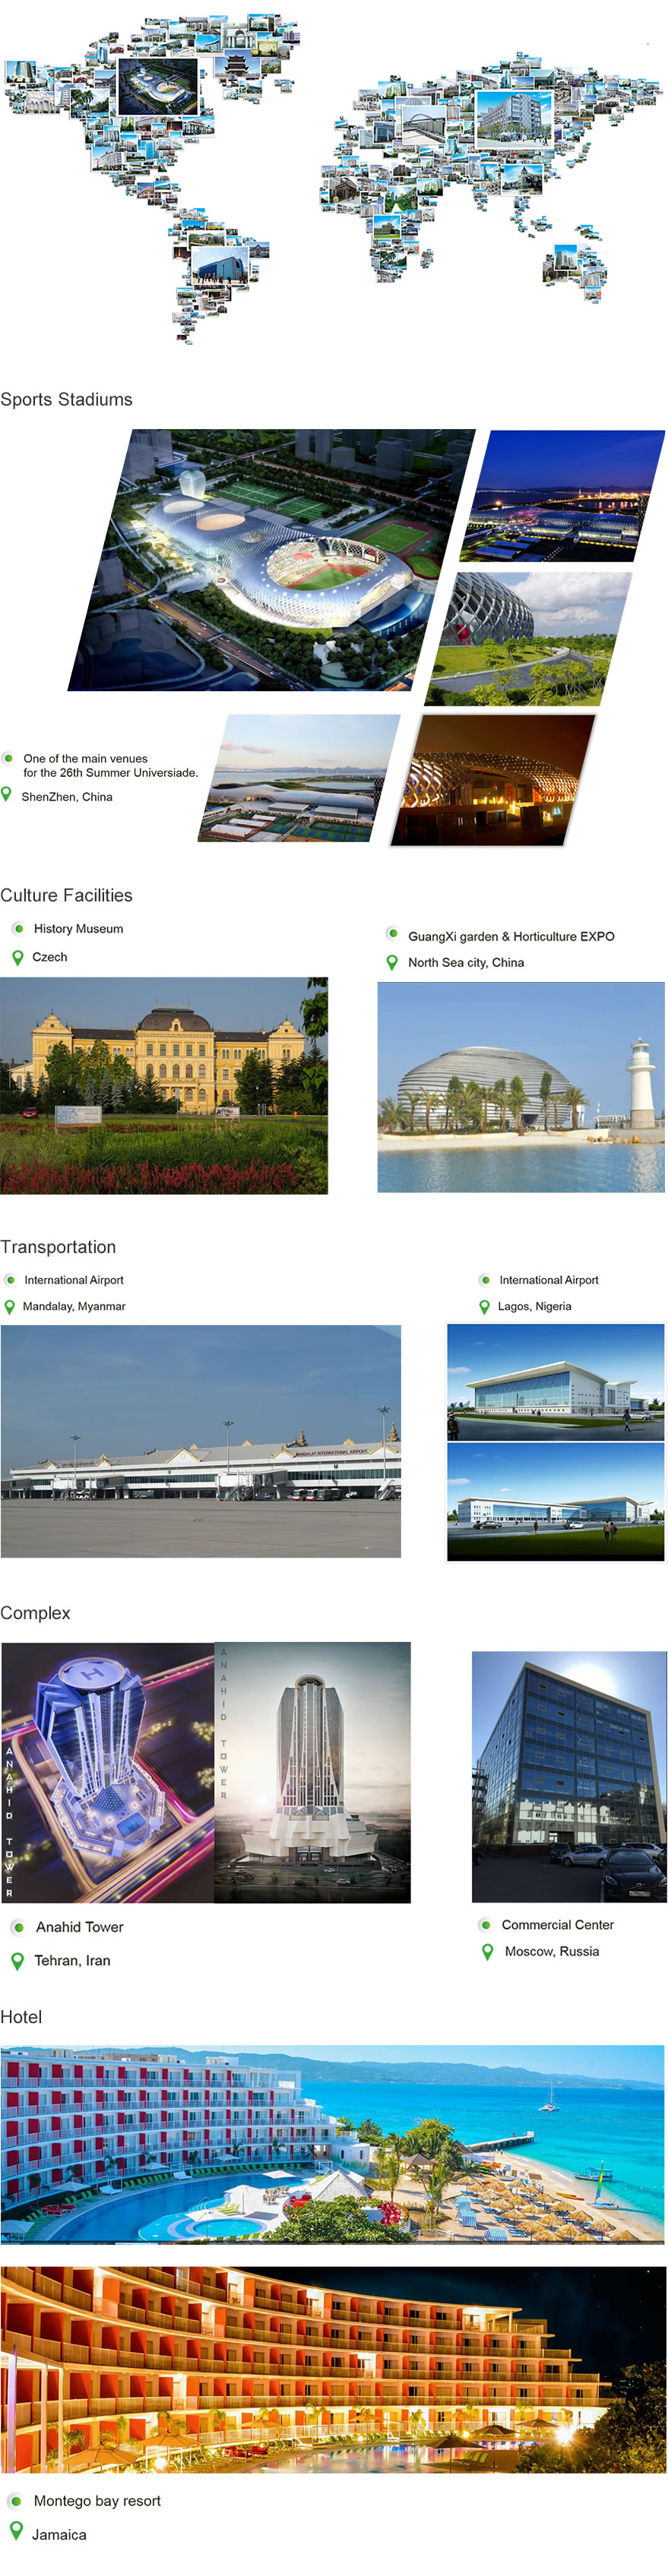 Sports Stadiums
One of the main venues
for the 26th Summer Universiade.
ShenZhen, China
Culture Facilities
History Museum
Czech
GuangXi garden & Horticulture EXPO
North Sea city, China
Transportation
International Airport
Mandalay, Myanmar
International Airport
Lagos, Nigeria
MANDALAY INTERNATIONAL AIRPORT
Complex
H
ANAHID TOWER
ANAHID TOWER
Anahid Tower
Tehran, Iran
Commercial Center
Moscow, Russia
Hotel
Montego bay resort
Jamaica